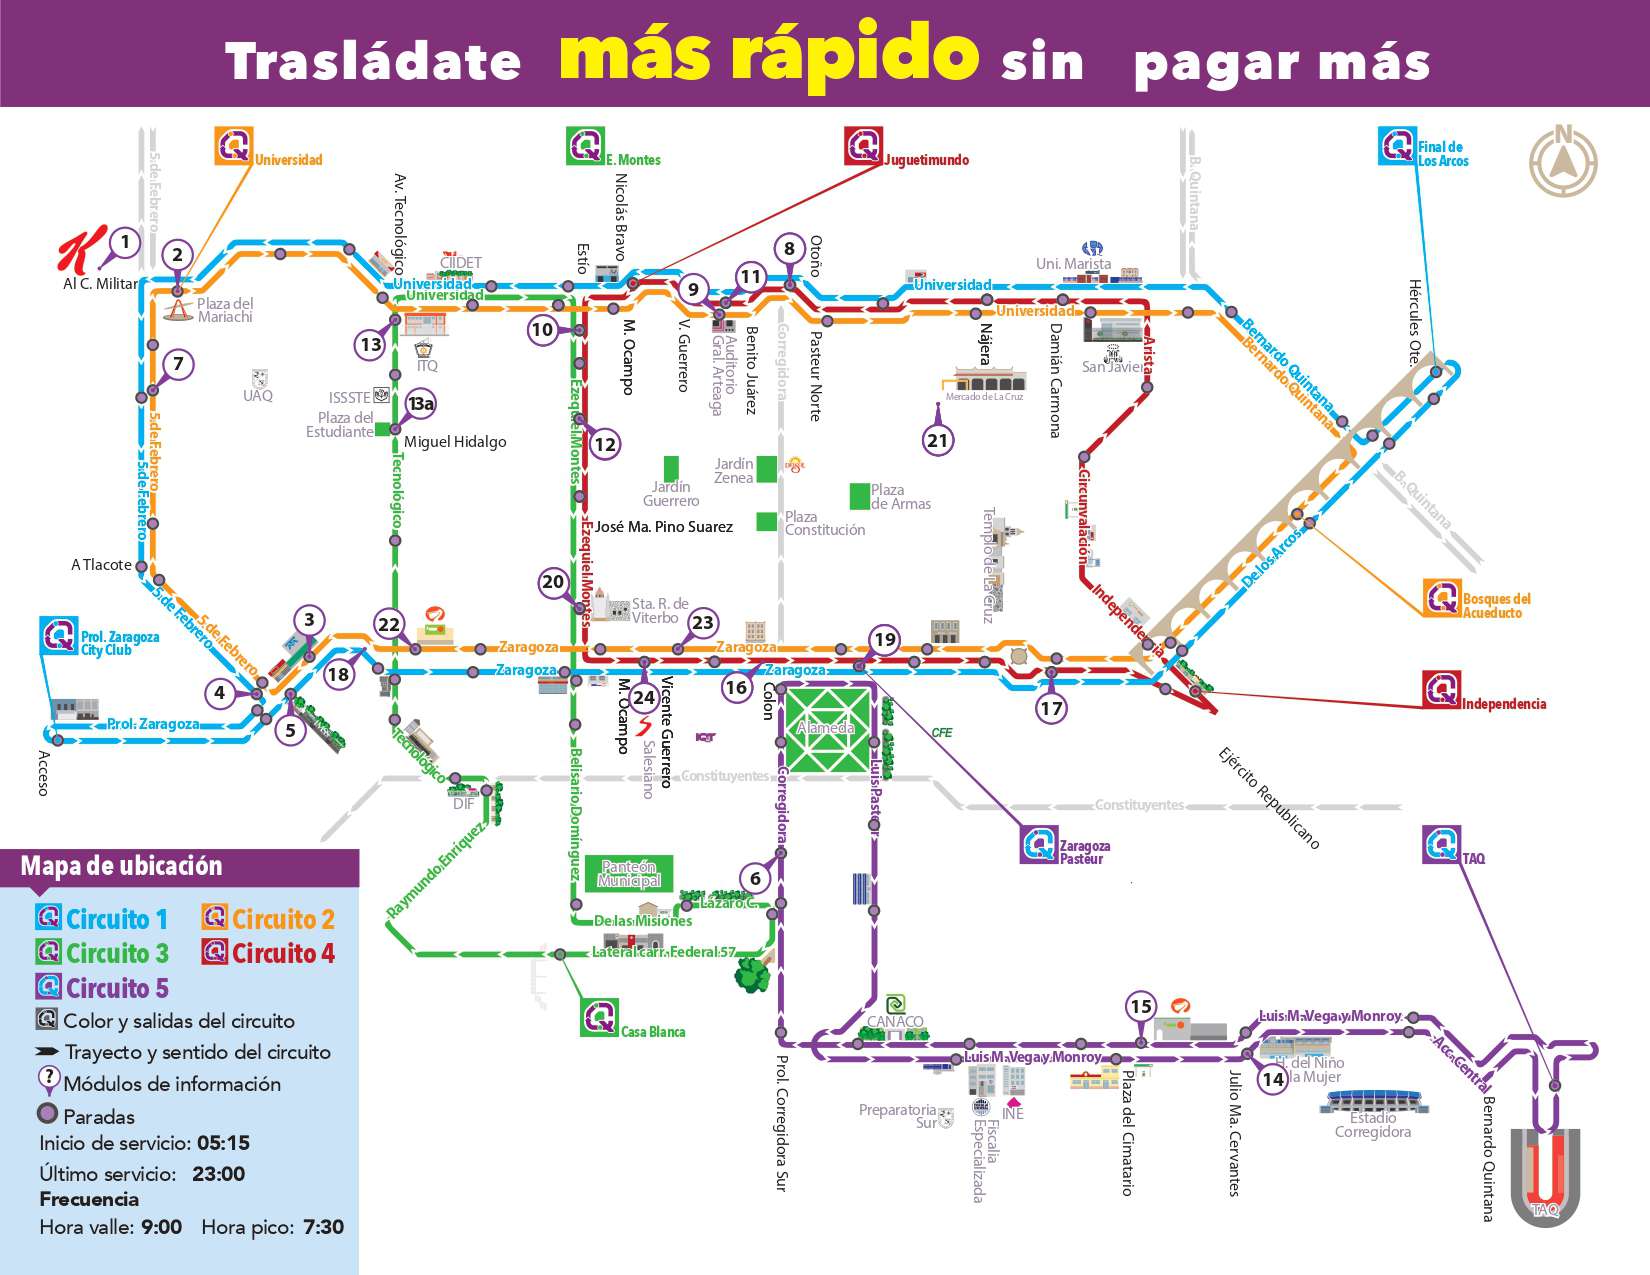 Trasládate más rápido sin pagar más
Universidad
E. Montes
Juguetimundo
Final de
Los Arcos
N
5 de Febrero
Av. Tecnológico
Nicolás Bravo
Estío
Otoño
B. Quintana
Hércules Ote.
1
2
Al C. Militar
Plaza del
Mariachi
CIIDET
Universidad
Universidad
8
11
9
10
Uni. Marista
Universidad
Universidad
13
ITQ
M. Ocampo
V. Guerrero
Auditorio
Gral. Arteaga
Benito Juárez
Corregidora
Pasteur Norte
Nájera
Damián Carmona
San Javier
Arista
Bernardo Quintana
Bernardo Quintana
7
UAQ
ISSSTE
Plaza del
Estudiante
13a
Miguel Hidalgo
Mercado de La Cruz
21
12
5 de Febrero
5 de Febrero
Tecnológico
Ezequiel Montes
Ezequiel Montes
Jardín
Guerrero
Jardín
Zenea
Plaza
de Armas
Plaza
Constitución
José Ma. Pino Suarez
Templo de La Cruz
Circunvalación
B. Quintana
De los Arcos
A Tlacote
5 de Febrero
5 de Febrero
20
Sta. R. de
Viterbo
Independencia
Bosques del
Acueducto
Prol. Zaragoza
City Club
3
22
23
19
18
Zaragoza
Zaragoza
Zaragoza
Zaragoza
4
5
24
16
17
Prol. Zaragoza
Acceso
M. Ocampo
Vicente Guerrero
Salesiano
Colón
Alameda
CFE
Independencia
Ejército Republicano
Tecnológico
DIF
Constituyentes
Constituyentes
Belisario Domínguez
Corregidora
Luis Pasteur
Zaragoza
Pasteur
TAQ
Raymundo Enriquez
Panteón
Municipal
6
Lázaro C.
De las Misiones
Lateral carr. Federal 57
Casa Blanca
CANACO
15
Luis M. Vega y Monroy
Luis M. Vega y Monroy
Acc. Central
H. del Niño
la Mujer
14
Prol. Corregidora Sur
Preparatoria
Sur
Fiscalia
Especializada
INE
Plaza del Cimatario
Julio Ma. Cervantes
Estadio
Corregidora
Bernardo Quintana
TAQ
Mapa de ubicación
Circuito 1
Circuito 2
Circuito 3
Circuito 4
Circuito 5
Color y salidas del circuito
Trayecto y sentido del circuito
? Módulos de información
Paradas
Inicio de servicio: 05:15
Último servicio: 23:00
Frecuencia
Hora valle: 9:00 Hora pico: 7:30